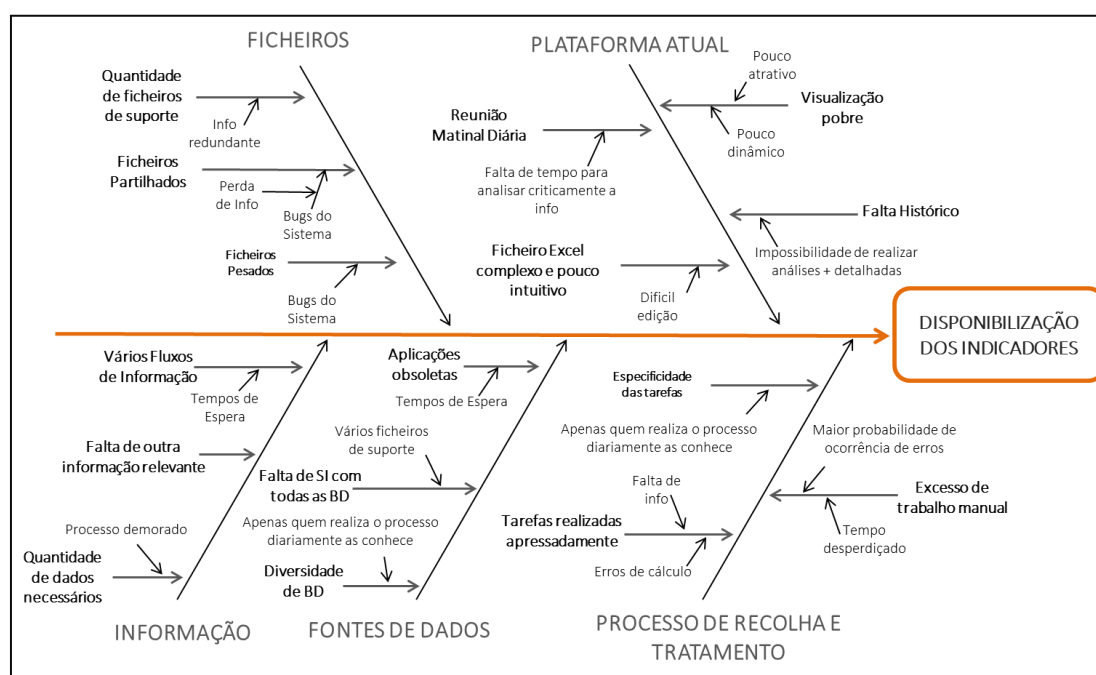 FICHEIROS
Quantidade
de ficheiros
de suporte
Info
redundante
Ficheiros
Partilhados
Perda
de Info
Bugs do
Sistema
Ficheiros
Pesados
Bugs do
Sistema
PLATAFORMA ATUAL
Pouco
atrativo
Visualização
pobre
Pouco
dinâmico
Reunião
Matinal Diária
Falta de tempo para
analisar criticamente a
info
Falta Histórico
Impossibilidade de realizar
análises + detalhadas
Ficheiro Excel
complexo e pouco
intuitivo
Dificil
edição
DISPONIBILIZAÇÃO
DOS INDICADORES
Vários Fluxos
de Informação
Tempos de
Espera
Falta de outra
informação relevante
Processo demorado
Quantidade
de dados
necessários
INFORMAÇÃO
Aplicações
obsoletas
Tempos de Espera
Vários ficheiros
de suporte
Falta de SI com
todas as BD
Apenas quem realiza o processo
diariamente as conhece
Diversidade
de BD
FONTES DE DADOS
Especificidade
das tarefas
Apenas quem realiza o processo
diariamente as conhece
Maior probabilidade de
ocorrência de erros
Excesso de
trabalho manual
Tempo
desperdiçado
Falta de
info
Tarefas realizadas
apressadamente
Erros de cálculo
PROCESSO DE RECOLHA E
TRATAMENTO